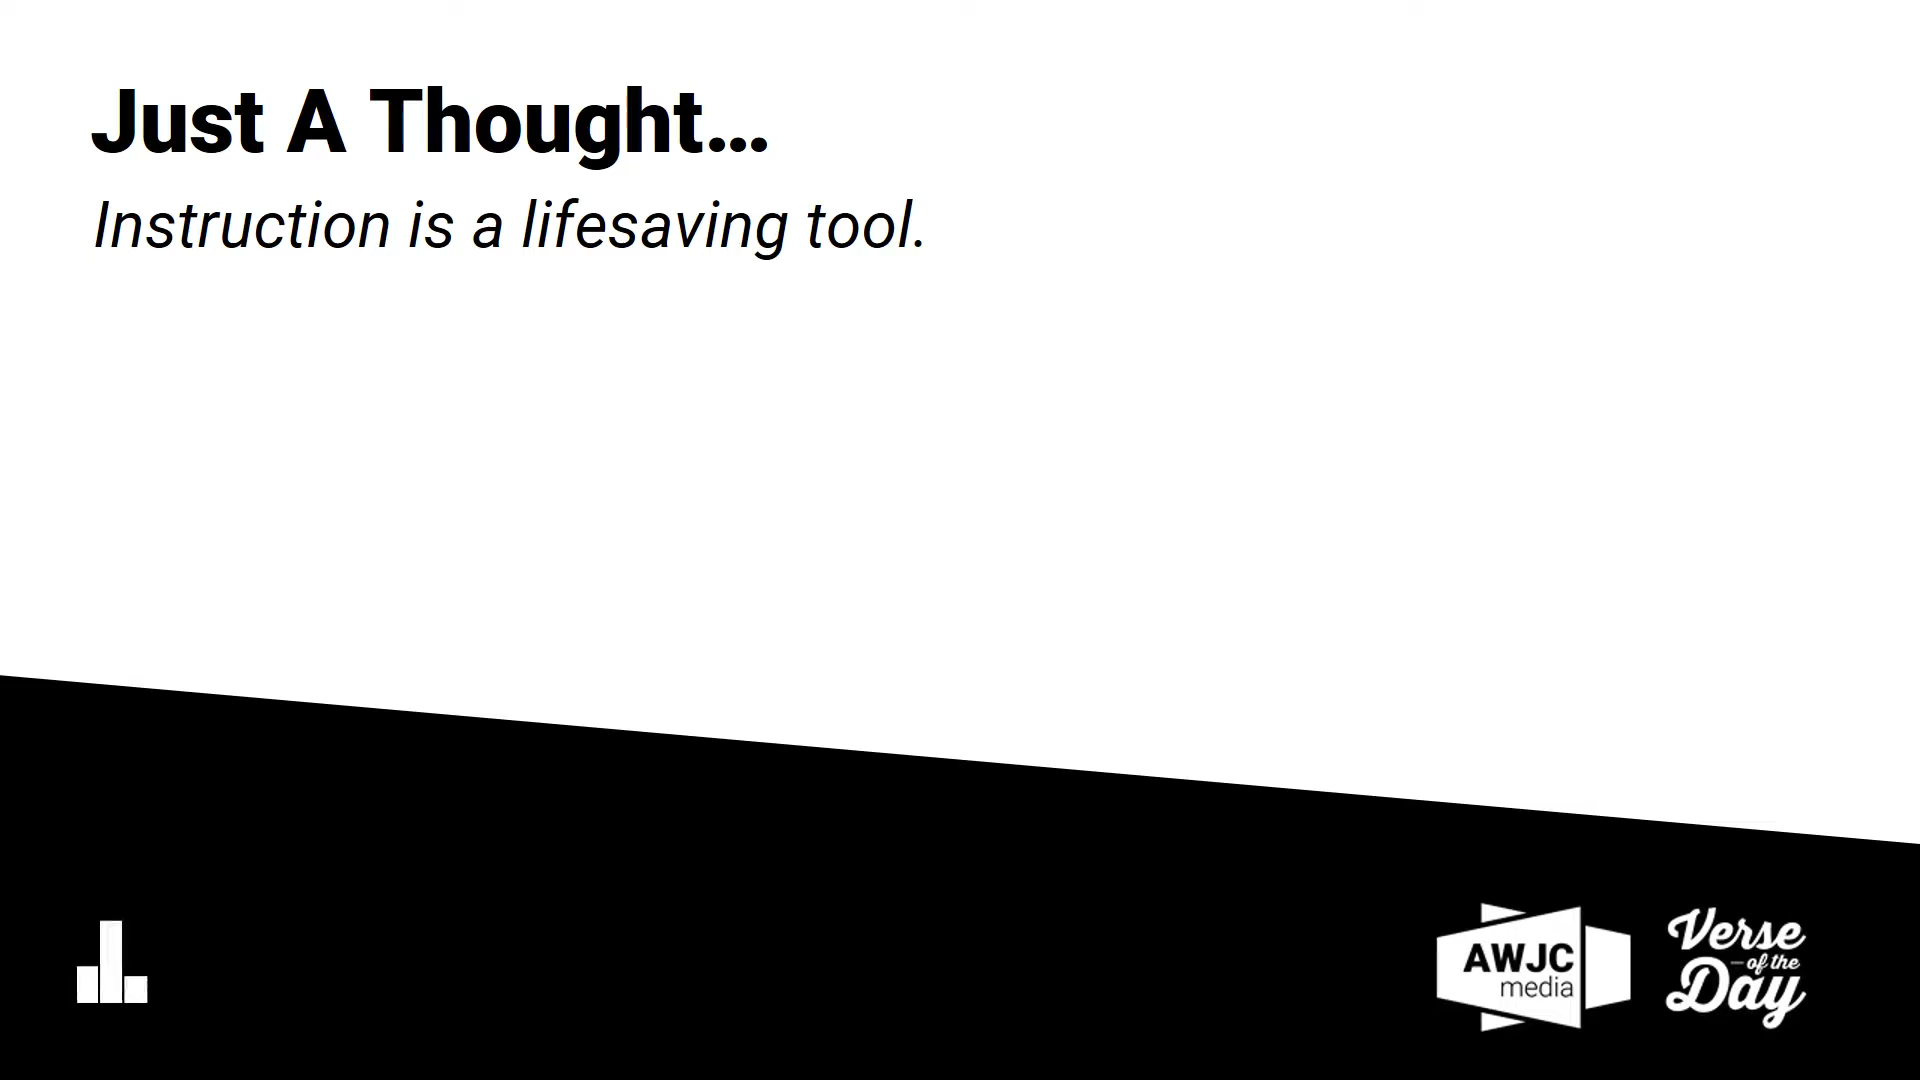 Just A Thought...
Instruction is a lifesaving tool.
AWJC
media
Verse
of the
Day